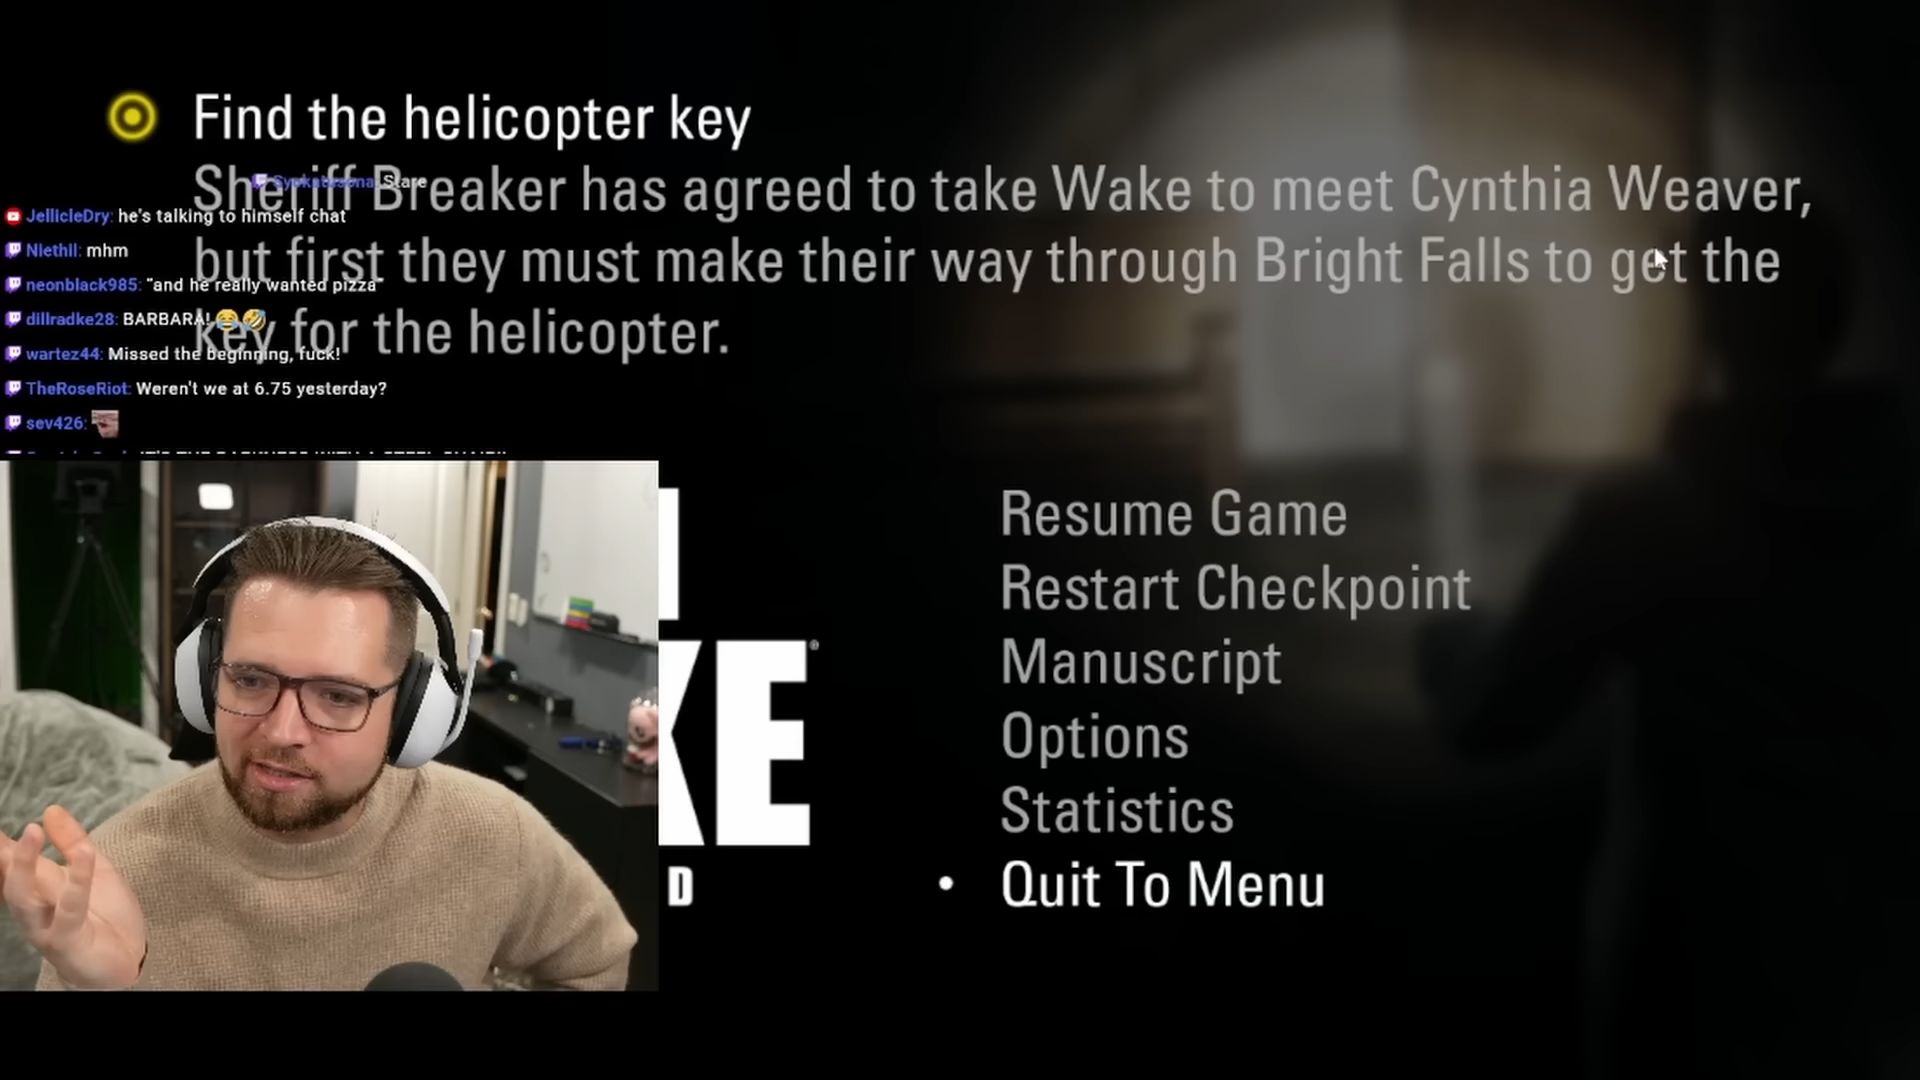 Find the helicopter key
Sheriff Breaker has agreed to take Wake to meet Cynthia Weaver,
but first they must make their way through Bright Falls to get the
key for the helicopter.
Stare
JellicleDry: he's talking to himself chat
Niethil: mhm
neonblack985: "and he really wanted pizza
dillradke28: BARBARA! 😂🤣
wartez44: Missed the beginning, fuck!
TheRoseRiot: Weren't we at 6.75 yesterday?
sev426:
KE®
D
Resume Game
Restart Checkpoint
Manuscript
Options
Statistics
• Quit To Menu